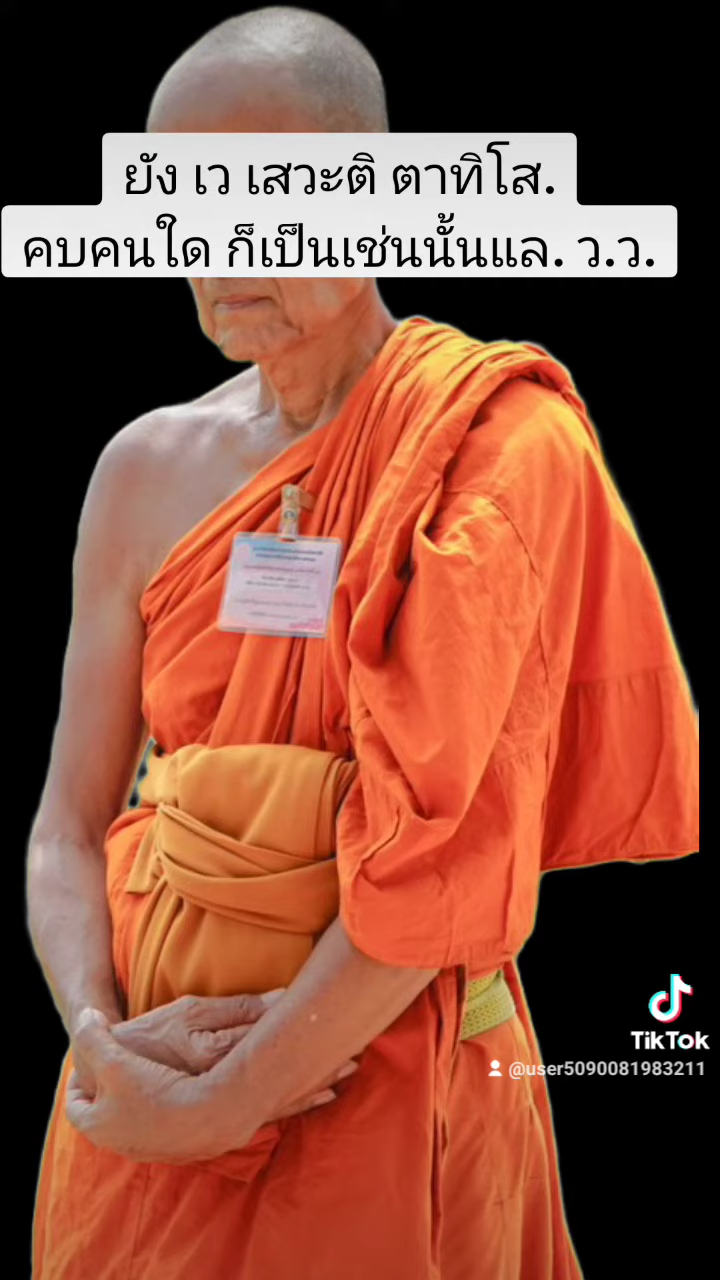 ยัง เว เสวะติ ตาทิโส.
คบคนใด ก็เป็นเช่นนั้นแล. ว.ว.
TikTok
@user5090081983211